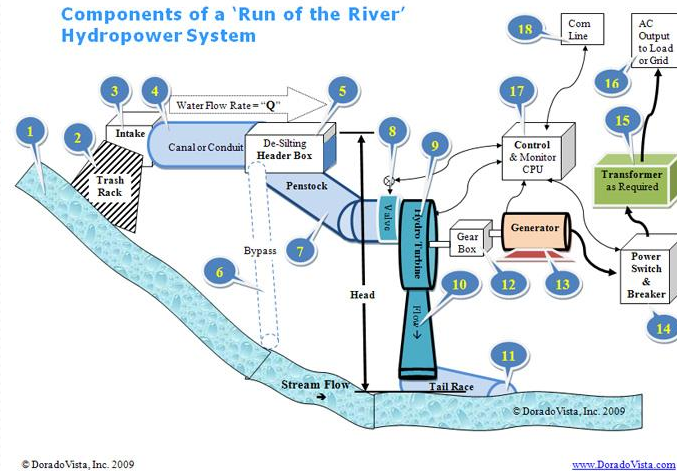 Components of a ‘Run of the River’
Hydropower System
18
Com
Line
AC
Output
to Load
or Grid
16
1
2
3
4
Water Flow Rate = “Q”
5
17
15
Intake
Canal or Conduit
De-Silting
Header Box
8
9
Control
& Monitor
CPU
Trash
Rack
Penstock
Valve
Hydro Turbine
Transformer
as Required
7
Gear
Box
Generator
Bypass
6
Power
Switch
&
Breaker
Head
10
12
13
14
Flow →
11
Stream Flow
→
Tail Race
© DoradoVista, Inc. 2009
© DoradoVista, Inc. 2009
www.DoradoVista.com